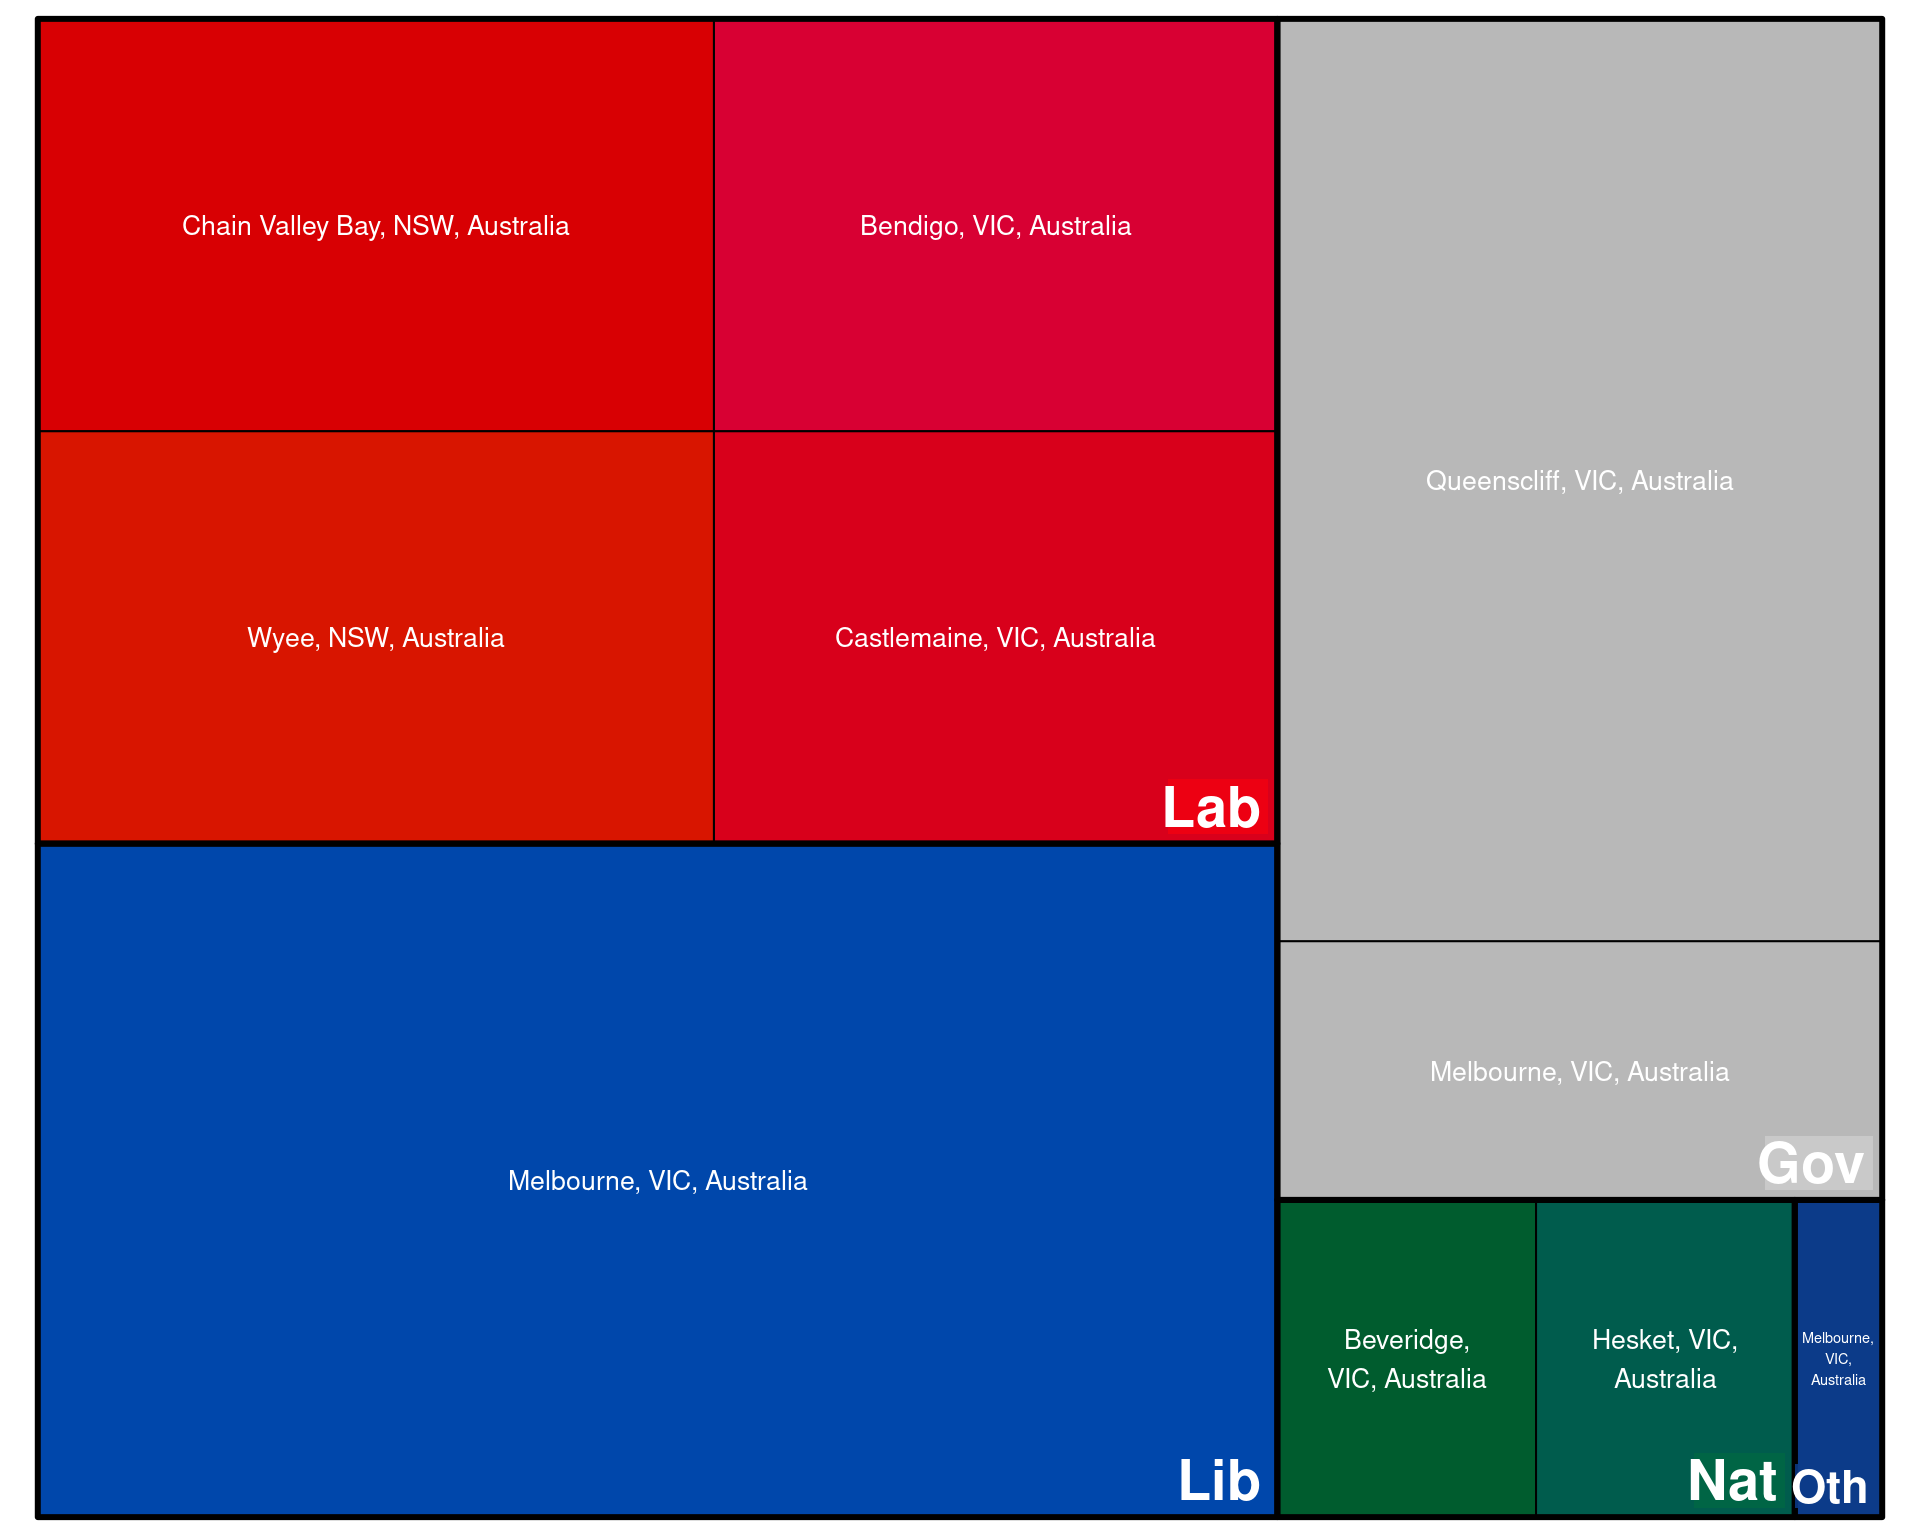 Chain Valley Bay, NSW, Australia
Bendigo, VIC, Australia
Wyee, NSW, Australia
Castlemaine, VIC, Australia
Lab
Melbourne, VIC, Australia
Lib
Queenscliff, VIC, Australia
Melbourne, VIC, Australia
Gov
Beveridge,
VIC, Australia
Hesket, VIC,
Australia
Nat
Melbourne,
VIC,
Australia
Oth